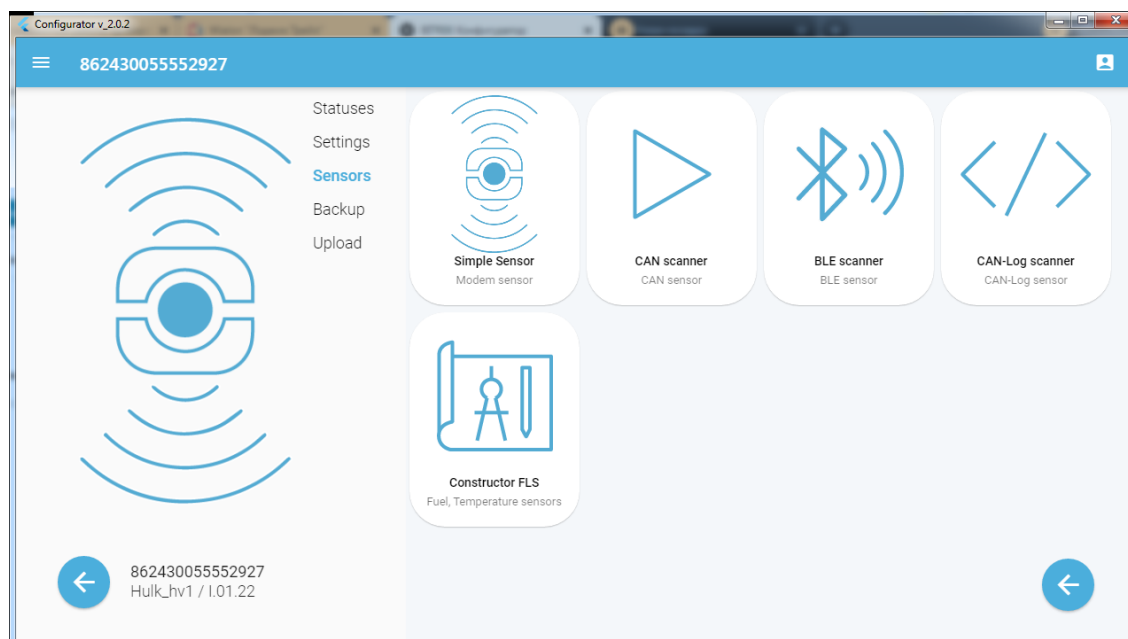 Configurator v_2.0.2
862430055552927
Statuses
Settings
Sensors
Backup
Upload
Simple Sensor
Modem sensor
CAN scanner
CAN sensor
BLE scanner
BLE sensor
CAN-Log scanner
CAN-Log sensor
Constructor FLS
Fuel, Temperature sensors
862430055552927
Hulk_hv1 / I.01.22